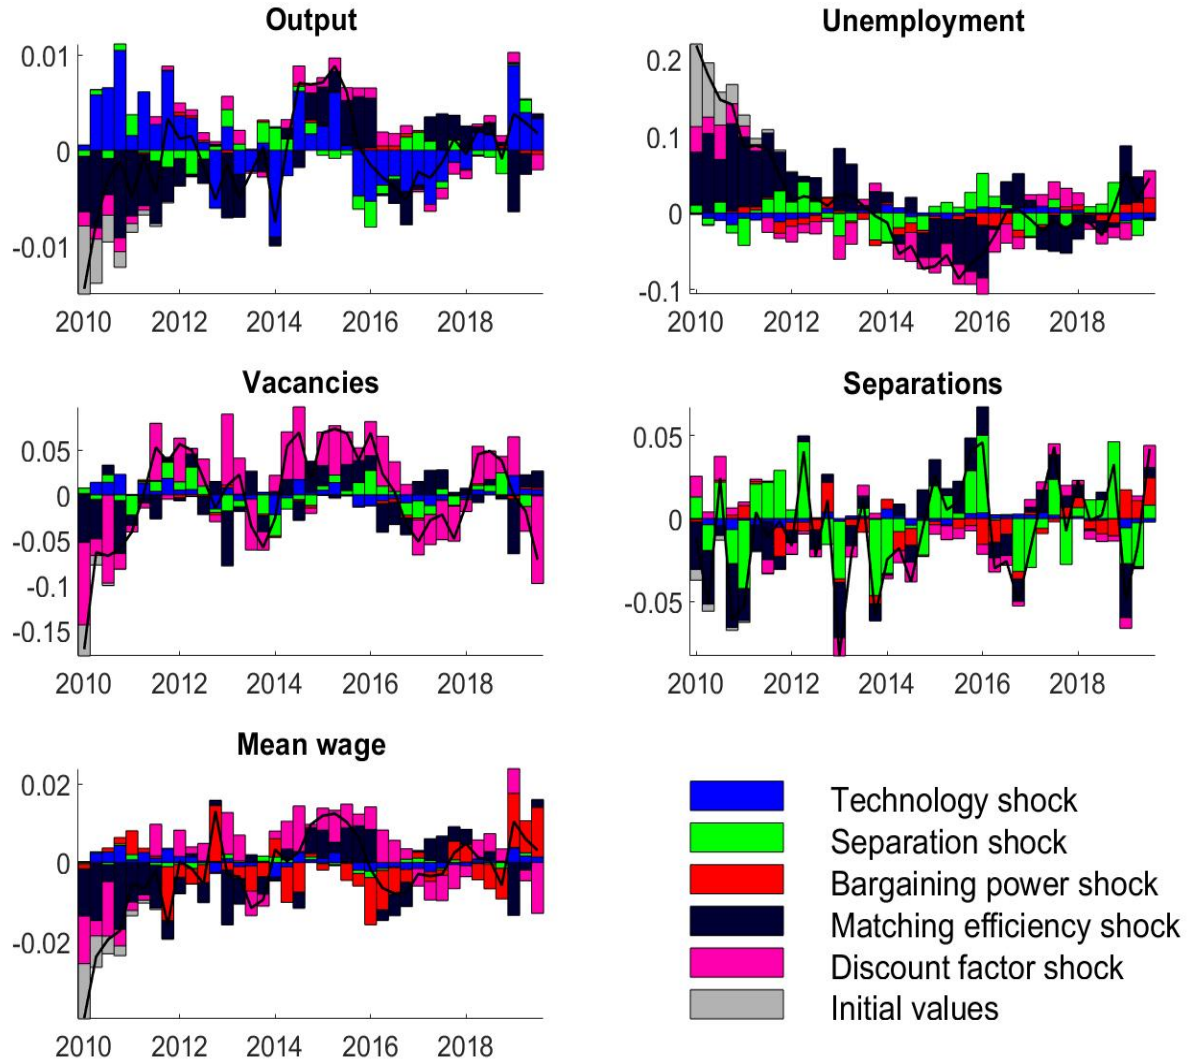 Output
0.01
0
-0.01
2010 2012 2014 2016 2018
Unemployment
0.2
0.1
0
-0.1
2010 2012 2014 2016 2018
Vacancies
0.05
0
-0.05
-0.1
-0.15
2010 2012 2014 2016 2018
Separations
0.05
0
-0.05
2010 2012 2014 2016 2018
Mean wage
0.02
0
-0.02
2010 2012 2014 2016 2018
Technology shock
Separation shock
Bargaining power shock
Matching efficiency shock
Discount factor shock
Initial values